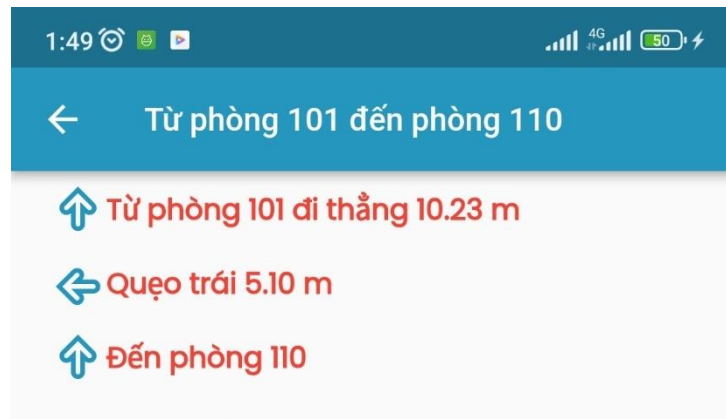 1:49 4G 50
Từ phòng 101 đến phòng 110
Từ phòng 101 đi thẳng 10.23 m
Quẹo trái 5.10 m
Đến phòng 110